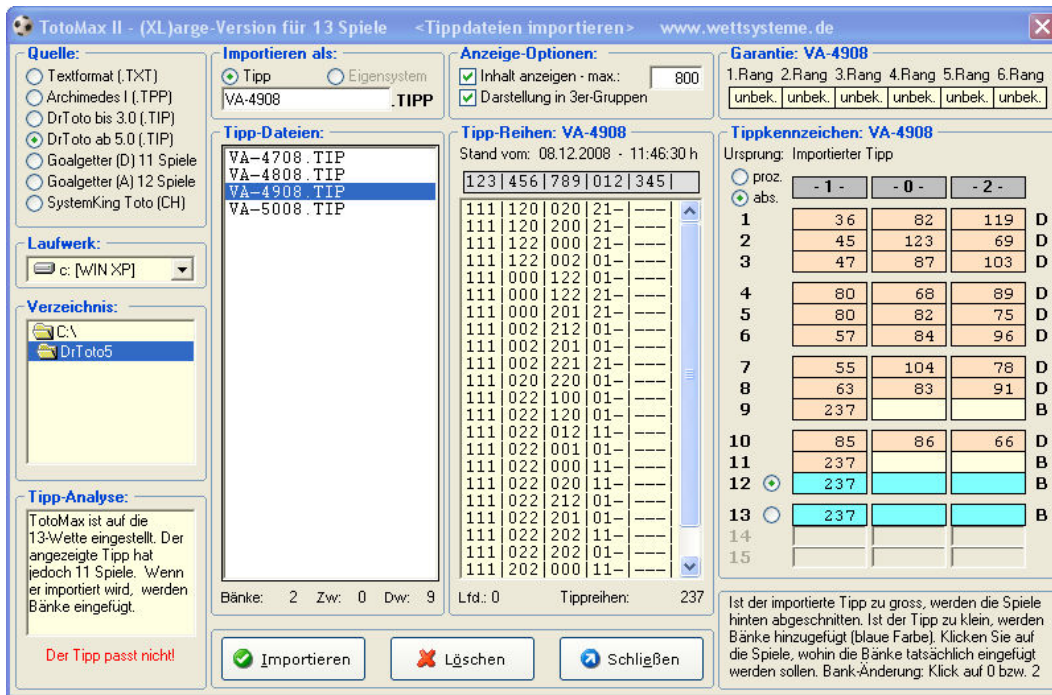 TotoMax II - (XL)arge-Version für 13 Spiele <Tippdateien importieren> www.wettsysteme.de
Quelle:
Textformat (.TXT)
Archimedes I (.TPP)
DrToto bis 3.0 (.TIP)
DrToto ab 5.0 (.TIP)
Goalgetter (D) 11 Spiele
Goalgetter (A) 12 Spiele
SystemKing Toto (CH)
Laufwerk:
c: [WIN XP]
Verzeichnis:
C:\
DrToto5
Tipp-Analyse:
TotoMax ist auf die
13-Wette eingestellt. Der
angezeigte Tipp hat
jedoch 11 Spiele. Wenn
er importiert wird, werden
Bänke eingefügt.
Der Tipp passt nicht!
Importieren als:
Tipp Eigensystem
VA-4908 .TIPP
Tipp-Dateien:
VA-4708.TIP
VA-4808.TIP
VA-4908.TIP
VA-5008.TIP
Bänke: 2 Zw: 0 Dw: 9
Anzeige-Optionen:
Inhalt anzeigen - max.: 800
Darstellung in 3er-Gruppen
Tipp-Reihen: VA-4908
Stand vom: 08.12.2008 - 11:46:30 h
123|456|789|012|345|
111|120|020|21-|---|
111|120|200|21-|---|
111|122|000|21-|---|
111|122|002|01-|---|
111|000|122|01-|---|
111|000|122|21-|---|
111|000|201|21-|---|
111|002|212|01-|---|
111|002|201|01-|---|
111|002|221|21-|---|
111|020|220|01-|---|
111|022|100|01-|---|
111|022|120|01-|---|
111|022|012|11-|---|
111|022|001|01-|---|
111|022|000|11-|---|
111|022|020|11-|---|
111|022|212|01-|---|
111|022|201|01-|---|
111|022|202|01-|---|
111|202|000|11-|---|
Lfd.: 0 Tippreihen: 237
Importieren
Löschen
Schließen
Garantie: VA-4908
1.Rang 2.Rang 3.Rang 4.Rang 5.Rang 6.Rang
unbek. unbek. unbek. unbek. unbek. unbek.
Tippkennzeichen: VA-4908
Ursprung: Importierter Tipp
proz.
abs.
- 1 - - 0 - - 2 -
1 36 82 119 D
2 45 123 69 D
3 47 87 103 D
4 80 68 89 D
5 80 82 75 D
6 57 84 96 D
7 55 104 78 D
8 63 83 91 D
9 237 B
10 85 86 66 D
11 237 B
12 237 B
13 237 B
14
15
Ist der importierte Tipp zu gross, werden die Spiele
hinten abgeschnitten. Ist der Tipp zu klein, werden
Bänke hinzugefügt (blaue Farbe). Klicken Sie auf
die Spiele, wohin die Bänke tatsächlich eingefügt
werden sollen. Bank-Änderung: Klick auf 0 bzw. 2